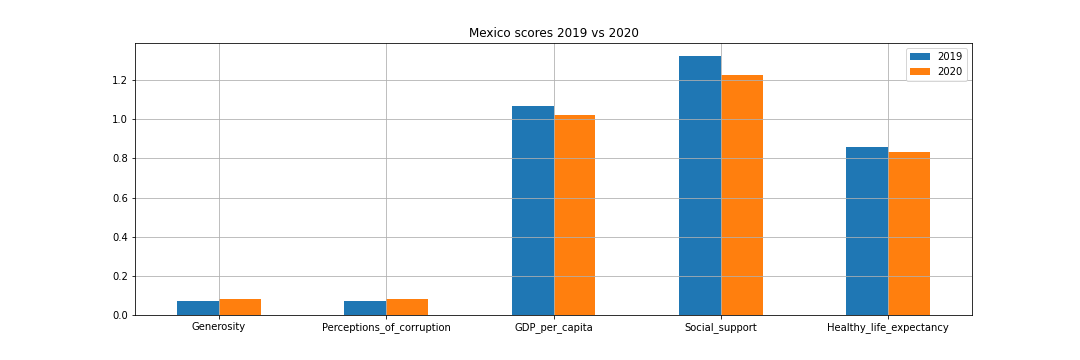 Mexico scores 2019 vs 2020
2019
2020
1.2
1.0
0.8
0.6
0.4
0.2
0.0
Generosity
Perceptions_of_corruption
GDP_per_capita
Social_support
Healthy_life_expectancy